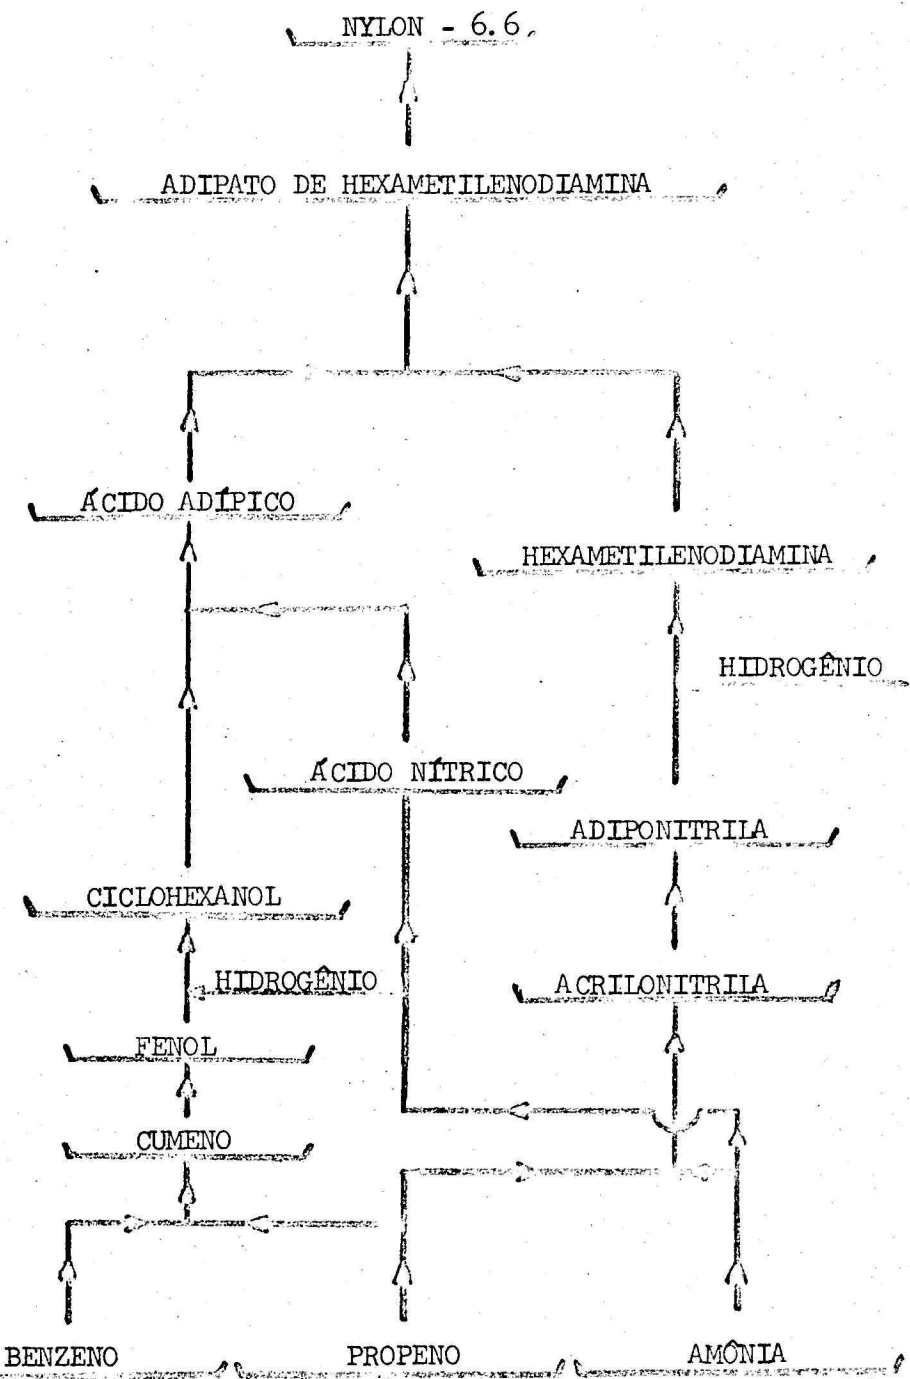 NYLON - 6.6
ADIPATO DE HEXAMETILENODIAMINA
ÁCIDO ADÍPICO
HEXAMETILENODIAMINA
HIDROGÊNIO
ÁCIDO NÍTRICO
ADIPONITRILA
CICLOHEXANOL
HIDROGÊNIO
ACRILONITRILA
FENOL
CUMENO
BENZENO PROPENO AMÔNIA